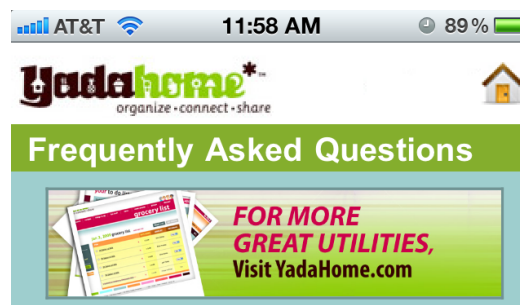 AT&T 11:58 AM 89%
yadahome*™
organize • connect • share
Frequently Asked Questions
grocery list
FOR MORE
GREAT UTILITIES,
Visit YadaHome.com